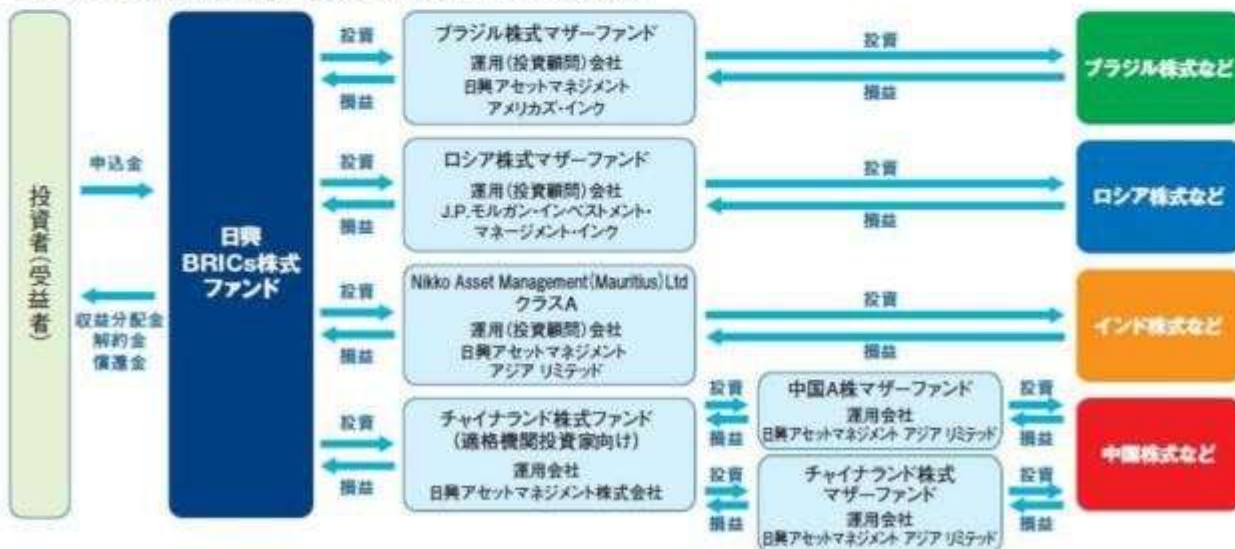 投資者(受益者)
申込金
収益分配金
解約金
償還金
日興
BRICs株式
ファンド
投資
損益
ブラジル株式マザーファンド
運用(投資顧問)会社
日興アセットマネジメント
アメリカズ・インク
投資
損益
ブラジル株式など
投資
損益
ロシア株式マザーファンド
運用(投資顧問)会社
J.P.モルガン・インベストメント・
マネージメント・インク
投資
損益
ロシア株式など
投資
損益
Nikko Asset Management(Mauritius)Ltd
クラスA
運用(投資顧問)会社
日興アセットマネジメント
アジア リミテッド
投資
損益
インド株式など
投資
損益
チャイナランド株式ファンド
(適格機関投資家向け)
運用会社
日興アセットマネジメント株式会社
投資
損益
中国A株マザーファンド
運用会社
日興アセットマネジメント アジア リミテッド
投資
損益
投資
損益
チャイナランド株式
マザーファンド
運用会社
日興アセットマネジメント アジア リミテッド
投資
損益
中国株式など